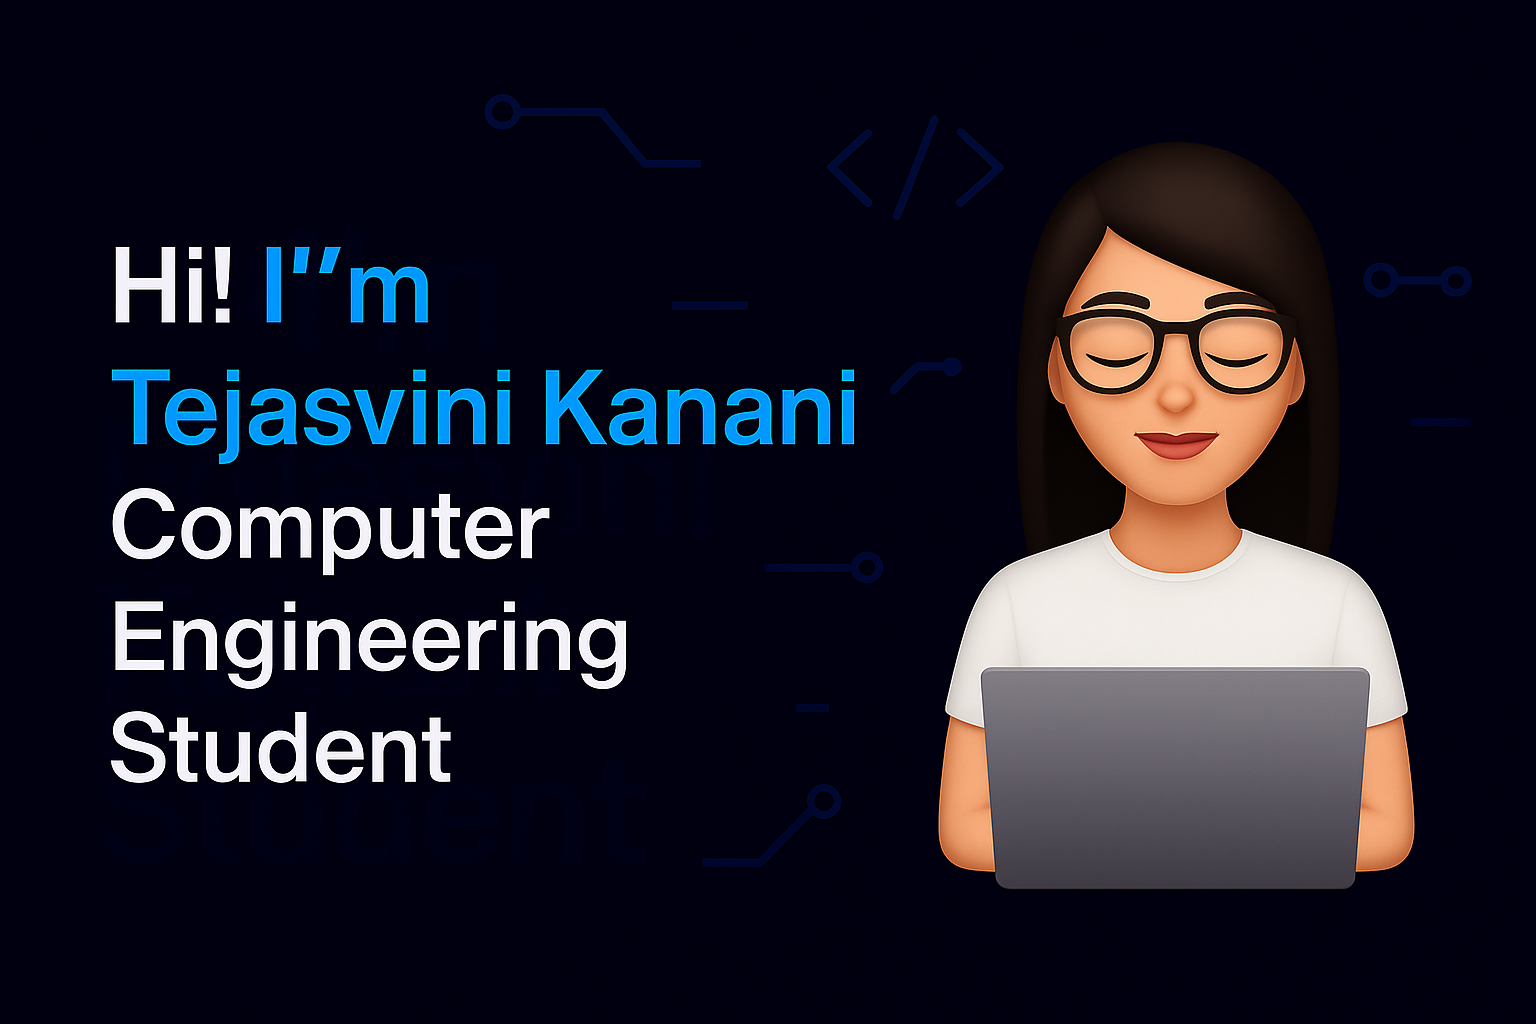 Hi! I’’m
Tejasvini Kanani
Computer
Engineering
Student